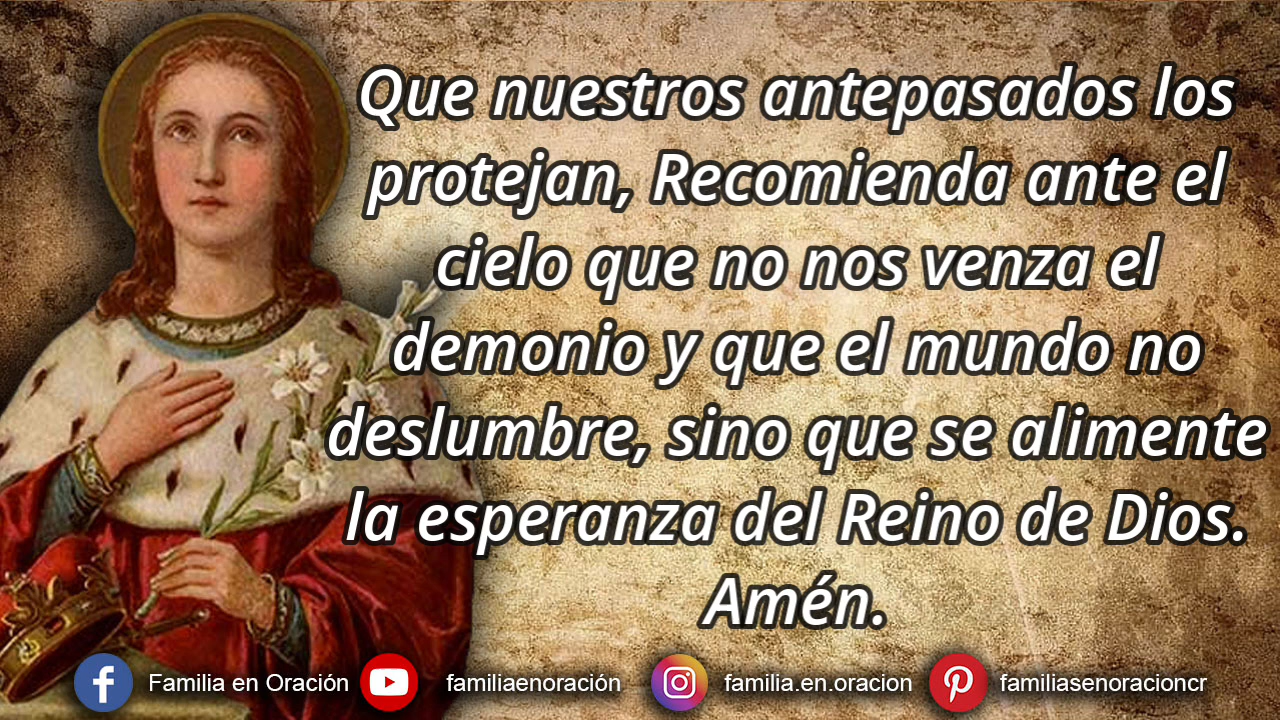 Que nuestros antepasados los
protejan, Recomienda ante el
cielo que no nos venza el
demonio y que el mundo no
deslumbre, sino que se alimente
la esperanza del Reino de Dios.
Amén.
Familia en Oración familiaenoración familia.en.oracion familiasenoracioncr